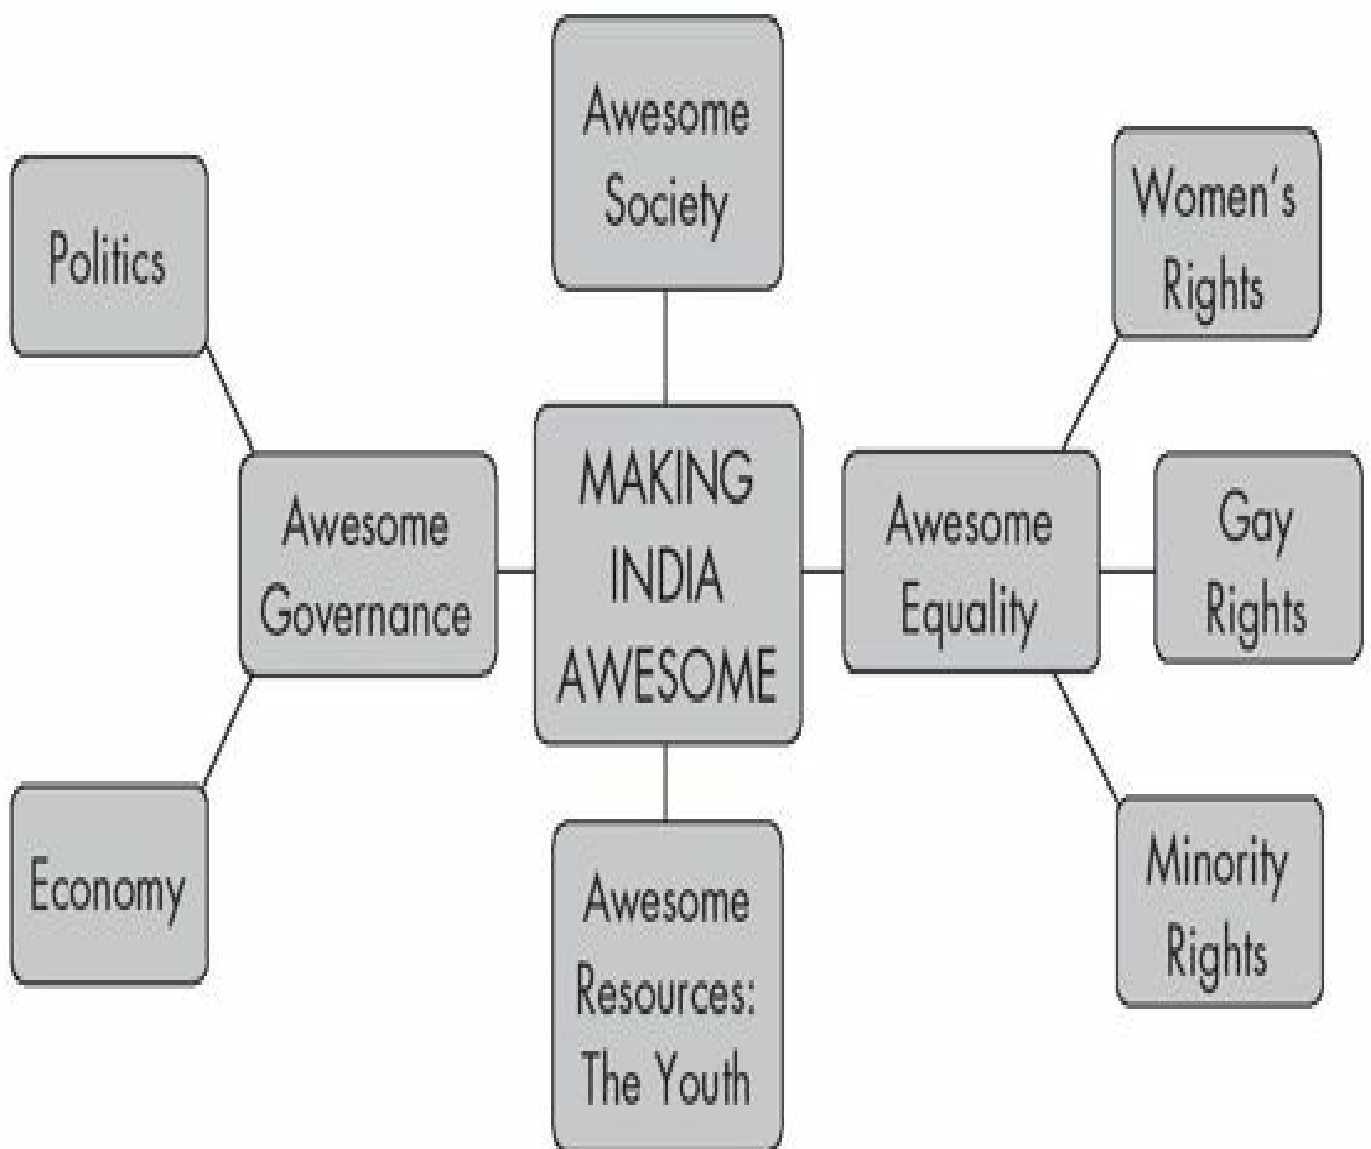 Awesome
Society
Women's
Rights
Politics
MAKING
INDIA
AWESOME
Awesome
Governance
Awesome
Equality
Gay
Rights
Economy
Minority
Rights
Awesome
Resources:
The Youth